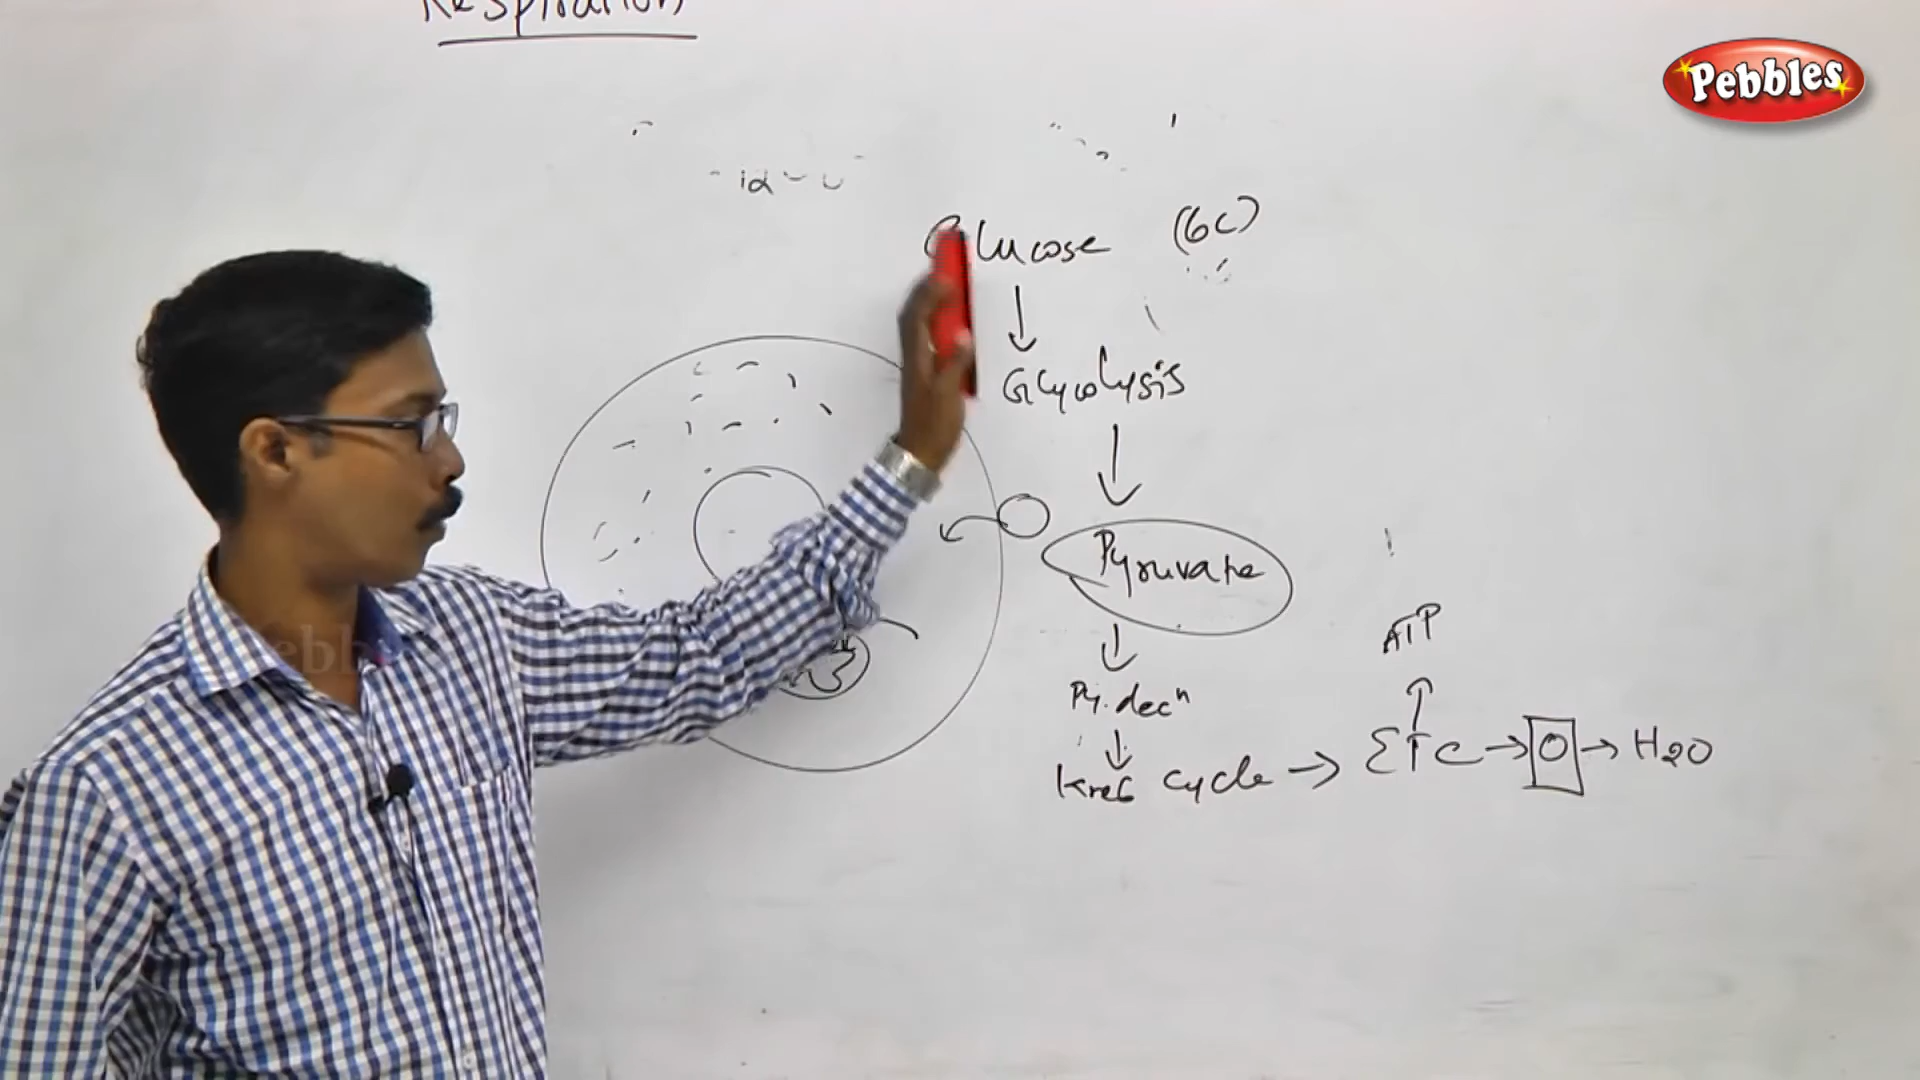 Respiration
Pebbles
Glucose (6C)
Glycolysis
Pyruvate
ATP
Py. decn
Kreb cycle → ETC → O → H2O